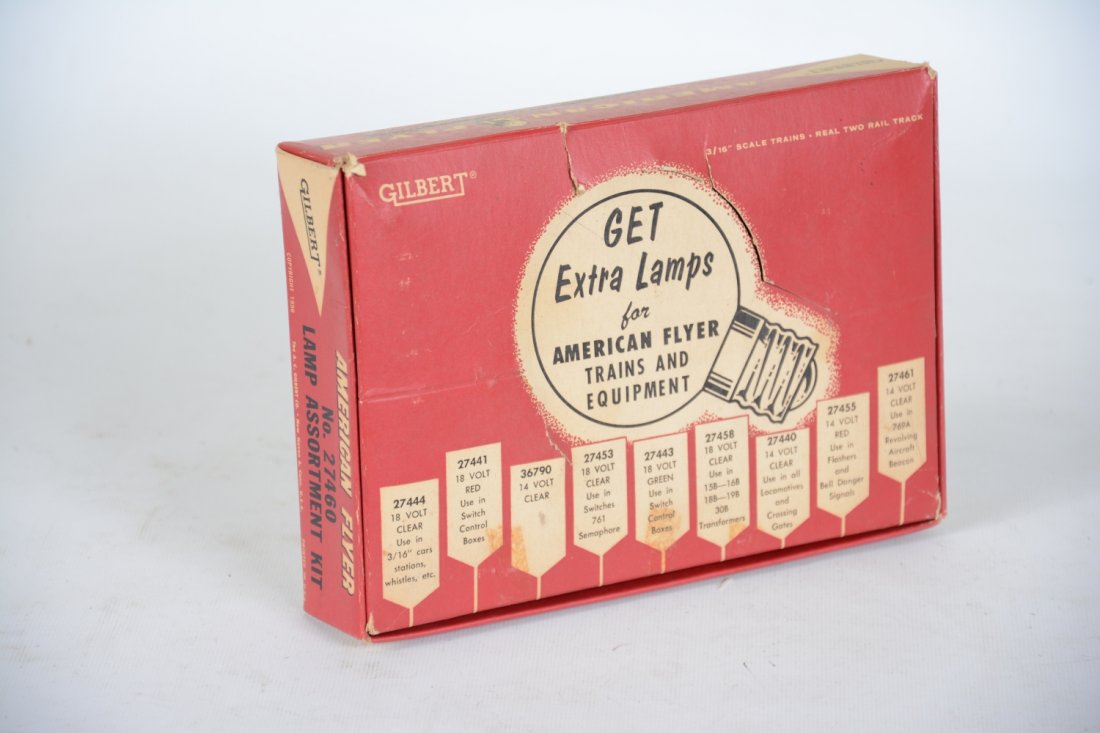 AMERICAN FLYER
GILBERT®
3/16" SCALE TRAINS • REAL TWO RAIL TRACK
GET
Extra Lamps
for
AMERICAN FLYER
TRAINS AND
EQUIPMENT
27444
18 VOLT
CLEAR
Use in
3/16" cars
stations,
whistles, etc.
27441
18 VOLT
RED
Use in
Switch
Control
Boxes
36790
14 VOLT
CLEAR
27453
18 VOLT
CLEAR
Use in
Switches
761
Semaphore
27443
18 VOLT
GREEN
Use in
Switch
Control
Boxes
27458
18 VOLT
CLEAR
Use in
15B—16B
18B—19B
30B
Transformers
27440
14 VOLT
CLEAR
Use in all
Locomotives
and
Crossing
Gates
27455
14 VOLT
RED
Use in
Flashers
and
Bell Danger
Signals
27461
14 VOLT
CLEAR
Use in
769A
Revolving
Aircraft
Beacon
GILBERT®
AMERICAN FLYER
No. 27460
LAMP ASSORTMENT KIT
COPYRIGHT 1956